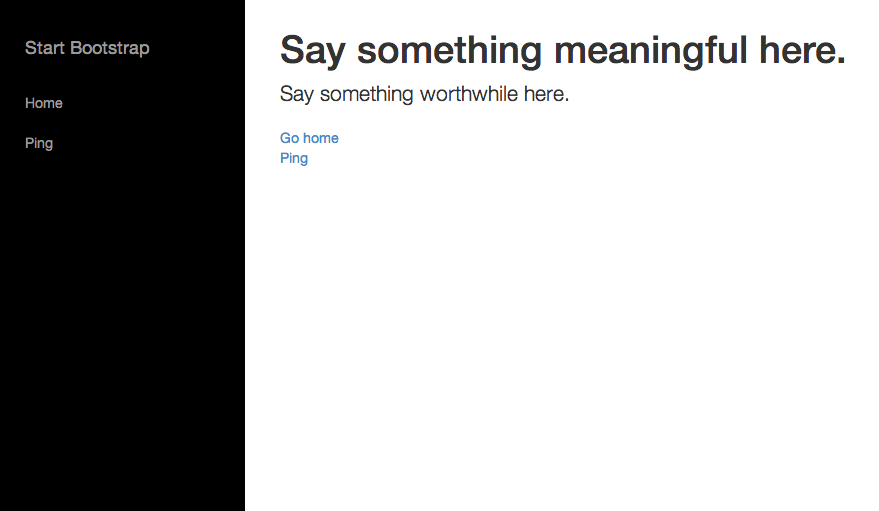 Start Bootstrap
Home
Ping
Say something meaningful here.
Say something worthwhile here.
Go home
Ping